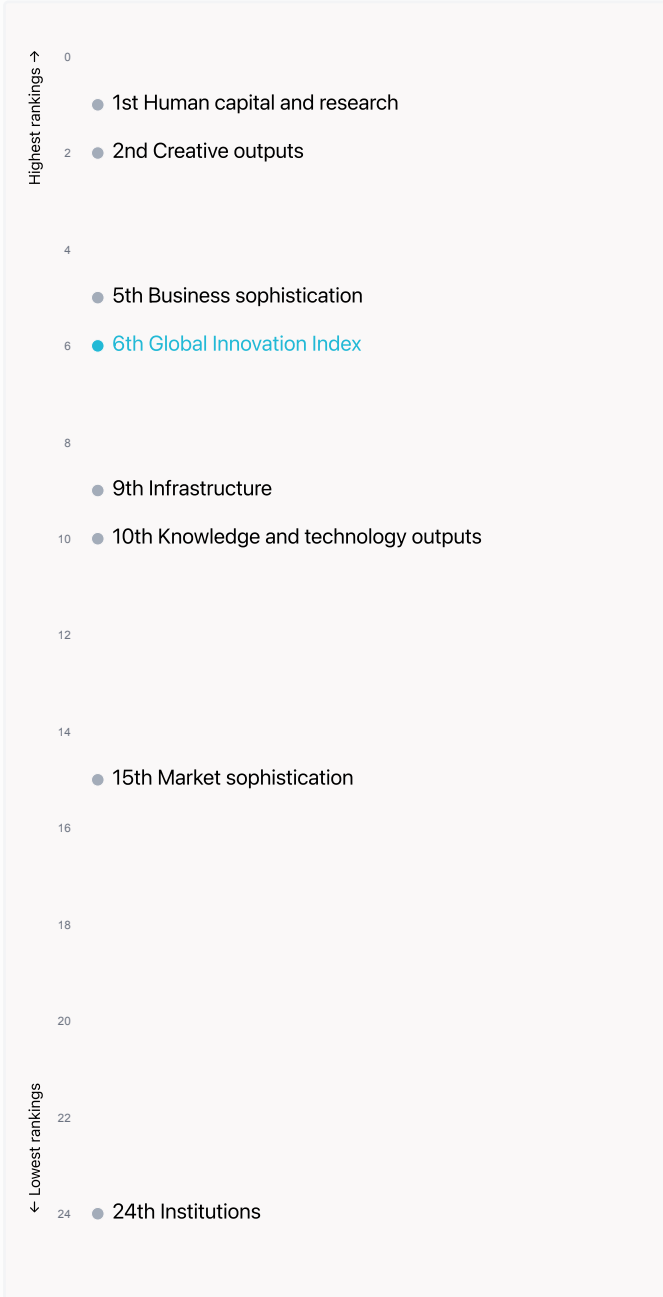 Highest rankings →
0
1st Human capital and research
2
2nd Creative outputs
4
5th Business sophistication
6
6th Global Innovation Index
8
9th Infrastructure
10
10th Knowledge and technology outputs
12
14
15th Market sophistication
16
18
20
← Lowest rankings
22
24
24th Institutions